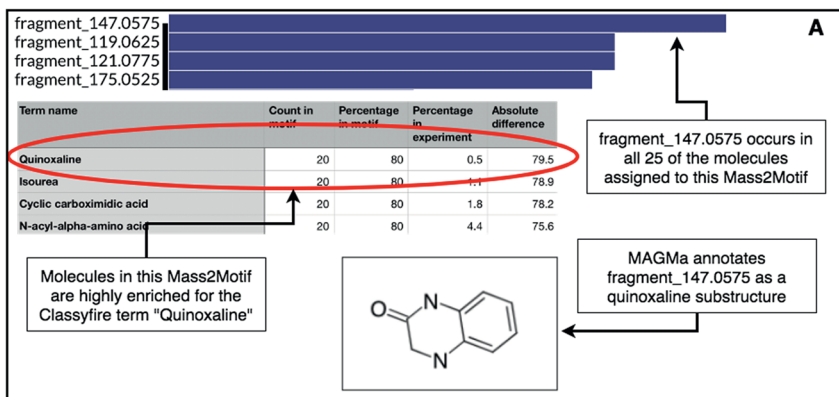 fragment_147.0575
A
fragment_119.0625
fragment_121.0775
fragment_175.0525
Term name Count in motif Percentage in motif Percentage in experiment Absolute difference
Quinoxaline 20 80 0.5 79.5
Isourea 20 80 1.1 78.9
Cyclic carboximidic acid 20 80 1.8 78.2
N-acyl-alpha-amino acid 20 80 4.4 75.6
fragment_147.0575 occurs in
all 25 of the molecules
assigned to this Mass2Motif
Molecules in this Mass2Motif
are highly enriched for the
Classyfire term "Quinoxaline"
MAGMa annotates
fragment_147.0575 as a
quinoxaline substructure
O
N
N